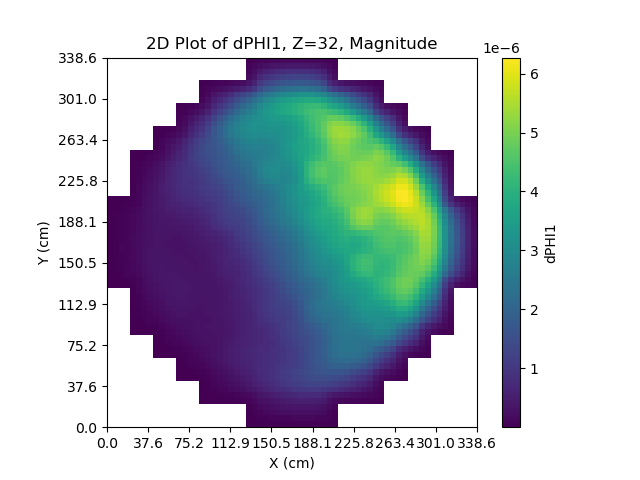 2D Plot of dPHI1, Z=32, Magnitude
1e−6
338.6
301.0
263.4
225.8
188.1
150.5
112.9
75.2
37.6
0.0
Y (cm)
0.0 37.6 75.2 112.9 150.5 188.1 225.8 263.4 301.0 338.6
X (cm)
6
5
4
3
2
1
dPHI1